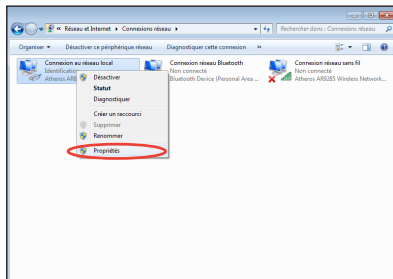 « Réseau et Internet ▸ Connexions réseau ▸
Rechercher dans : Connexions réseau
Organiser ▾ Désactiver ce périphérique réseau Diagnostiquer cette connexion »
Connexion au réseau local
Identification
Atheros AR8
Connexion réseau Bluetooth
Non connecté
Bluetooth Device (Personal Area ...
Connexion réseau sans fil
Non connecté
Atheros AR9285 Wireless Network...
Désactiver
Statut
Diagnostiquer
Créer un raccourci
Supprimer
Renommer
Propriétés